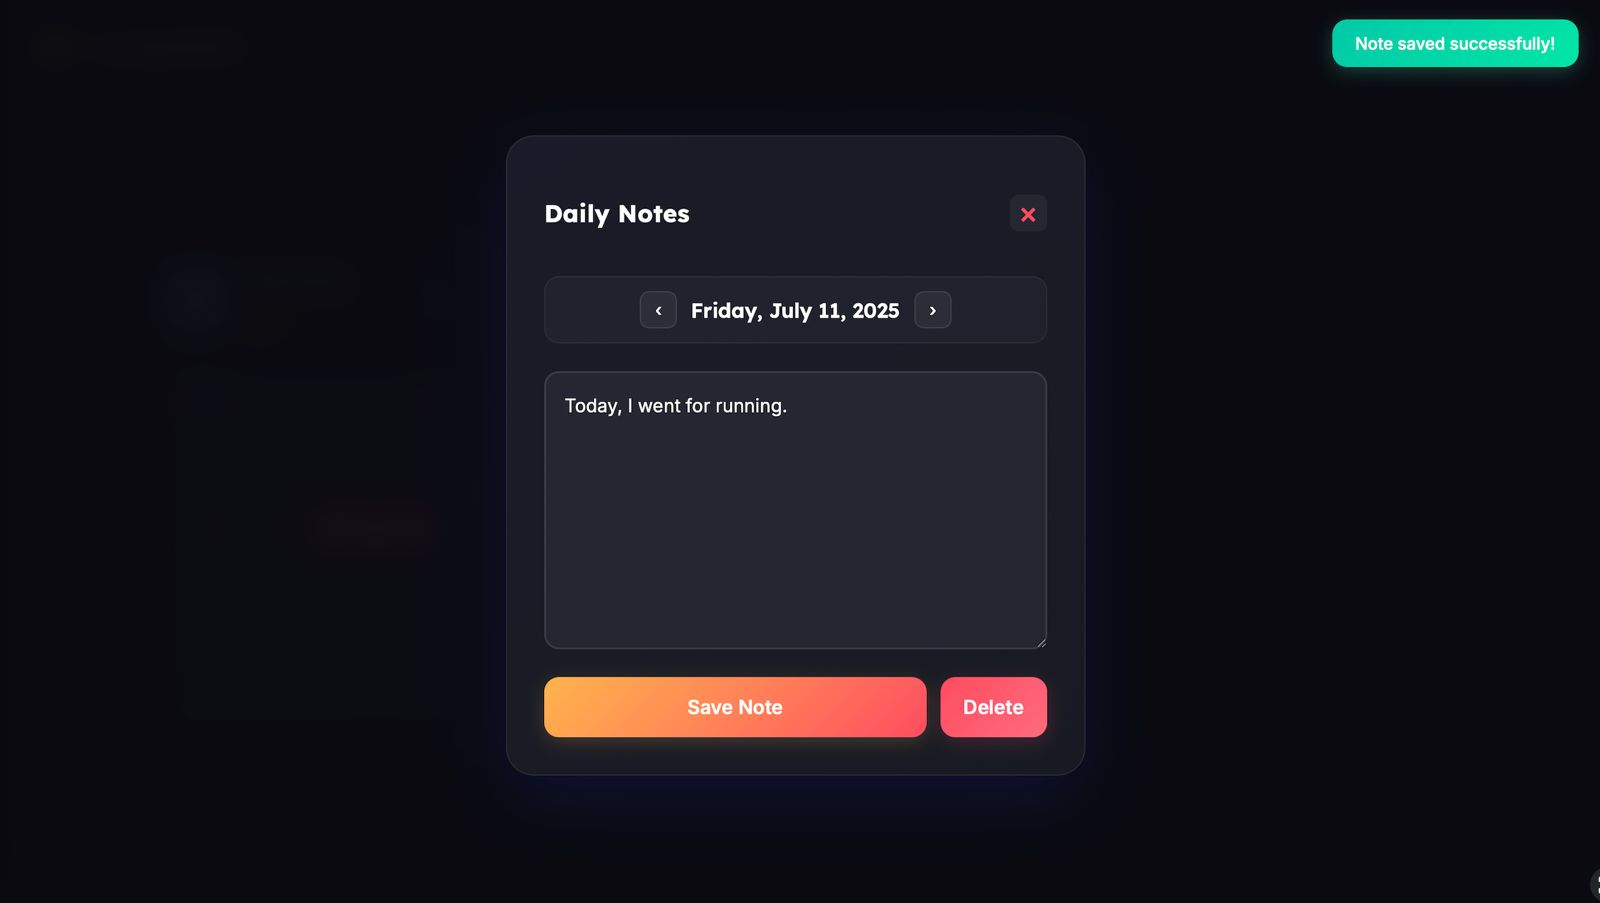 Note saved successfully!
Daily Notes
‹ Friday, July 11, 2025 ›
Today, I went for running.
Save Note Delete